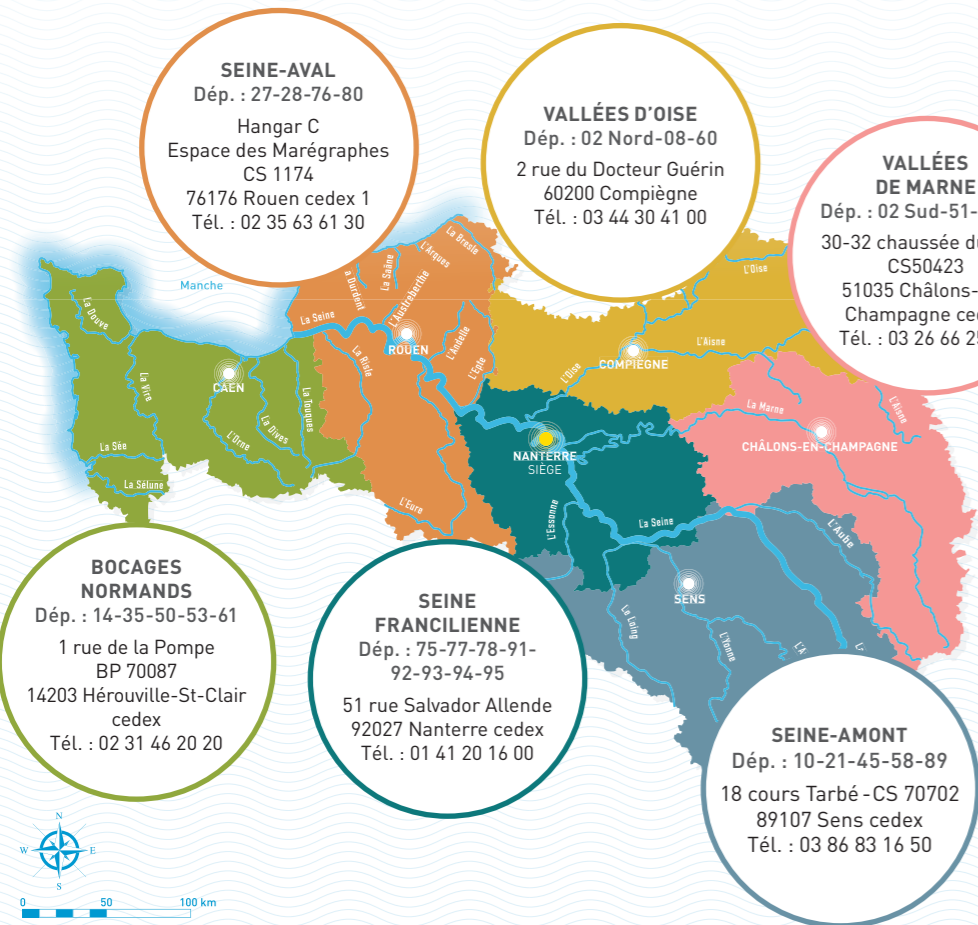 SEINE-AVAL
Dép. : 27-28-76-80
Hangar C
Espace des Marégraphes
CS 1174
76176 Rouen cedex 1
Tél. : 02 35 63 61 30
VALLÉES D'OISE
Dép. : 02 Nord-08-60
2 rue du Docteur Guérin
60200 Compiègne
Tél. : 03 44 30 41 00
VALLÉES
DE MARNE
Dép. : 02 Sud-51-
30-32 chaussée
CS50423
51035 Châlons-
Champagne
Tél. : 03 26 66
Manche
La Douve
La Vire
La Sée
La Sélune
CAEN
L'Orne
La Dives
La Touques
La Seine
a Durdent
La Saâne
L'Arques
La Bresle
L'Austreberthe
ROUEN
L'Andelle
L'Epte
La Risle
L'Eure
L'Oise
L'Oise
L'Aisne
COMPIÈGNE
La Marne
L'Aisne
CHÂLONS-EN-CHAMPAGNE
NANTERRE
SIÈGE
L'Essonne
La Seine
L'Aube
SENS
Le Loing
L'Yonne
L'A
BOCAGES
NORMANDS
Dép. : 14-35-50-53-61
1 rue de la Pompe
BP 70087
14203 Hérouville-St-Clair
cedex
Tél. : 02 31 46 20 20
SEINE
FRANCILIENNE
Dép. : 75-77-78-91-
92-93-94-95
51 rue Salvador Allende
92027 Nanterre cedex
Tél. : 01 41 20 16 00
SEINE-AMONT
Dép. : 10-21-45-58-89
18 cours Tarbé - CS 70702
89107 Sens cedex
Tél. : 03 86 83 16 50
N
W E
S
0 50 100 km